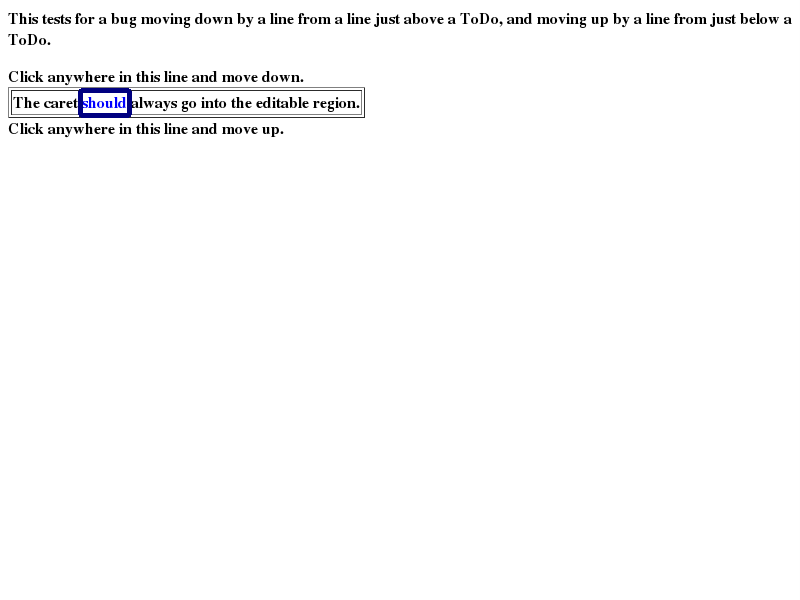 This tests for a bug moving down by a line from a line just above a ToDo, and moving up by a line from just below a
ToDo.
Click anywhere in this line and move down.
The caret should always go into the editable region.
Click anywhere in this line and move up.